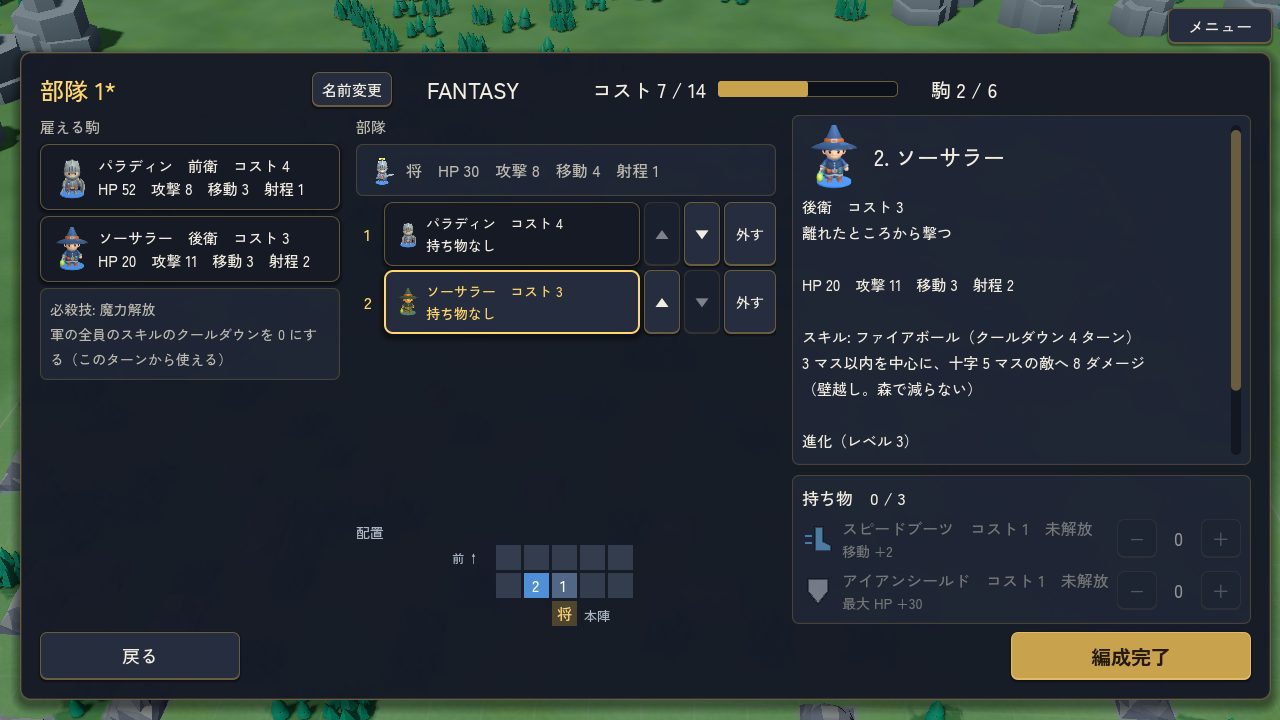 メニュー
部隊 1*
名前変更
FANTASY
コスト 7 / 14
駒 2 / 6
雇える駒
パラディン　前衛　コスト 4
HP 52　攻撃 8　移動 3　射程 1
ソーサラー　後衛　コスト 3
HP 20　攻撃 11　移動 3　射程 2
必殺技: 魔力解放
軍の全員のスキルのクールダウンを 0 にす
る（このターンから使える）
部隊
将　HP 30　攻撃 8　移動 4　射程 1
1
パラディン　コスト 4
持ち物なし
▲
▼
外す
2
ソーサラー　コスト 3
持ち物なし
▲
▼
外す
配置
前 ↑
2 1
将 本陣
2. ソーサラー
後衛　コスト 3
離れたところから撃つ
HP 20　攻撃 11　移動 3　射程 2
スキル: ファイアボール（クールダウン 4 ターン）
3 マス以内を中心に、十字 5 マスの敵へ 8 ダメージ
（壁越し。森で減らない）
進化（レベル 3）
持ち物　0 / 3
スピードブーツ　コスト 1　未解放
移動 +2
－ 0 ＋
アイアンシールド　コスト 1　未解放
最大 HP +30
－ 0 ＋
戻る
編成完了